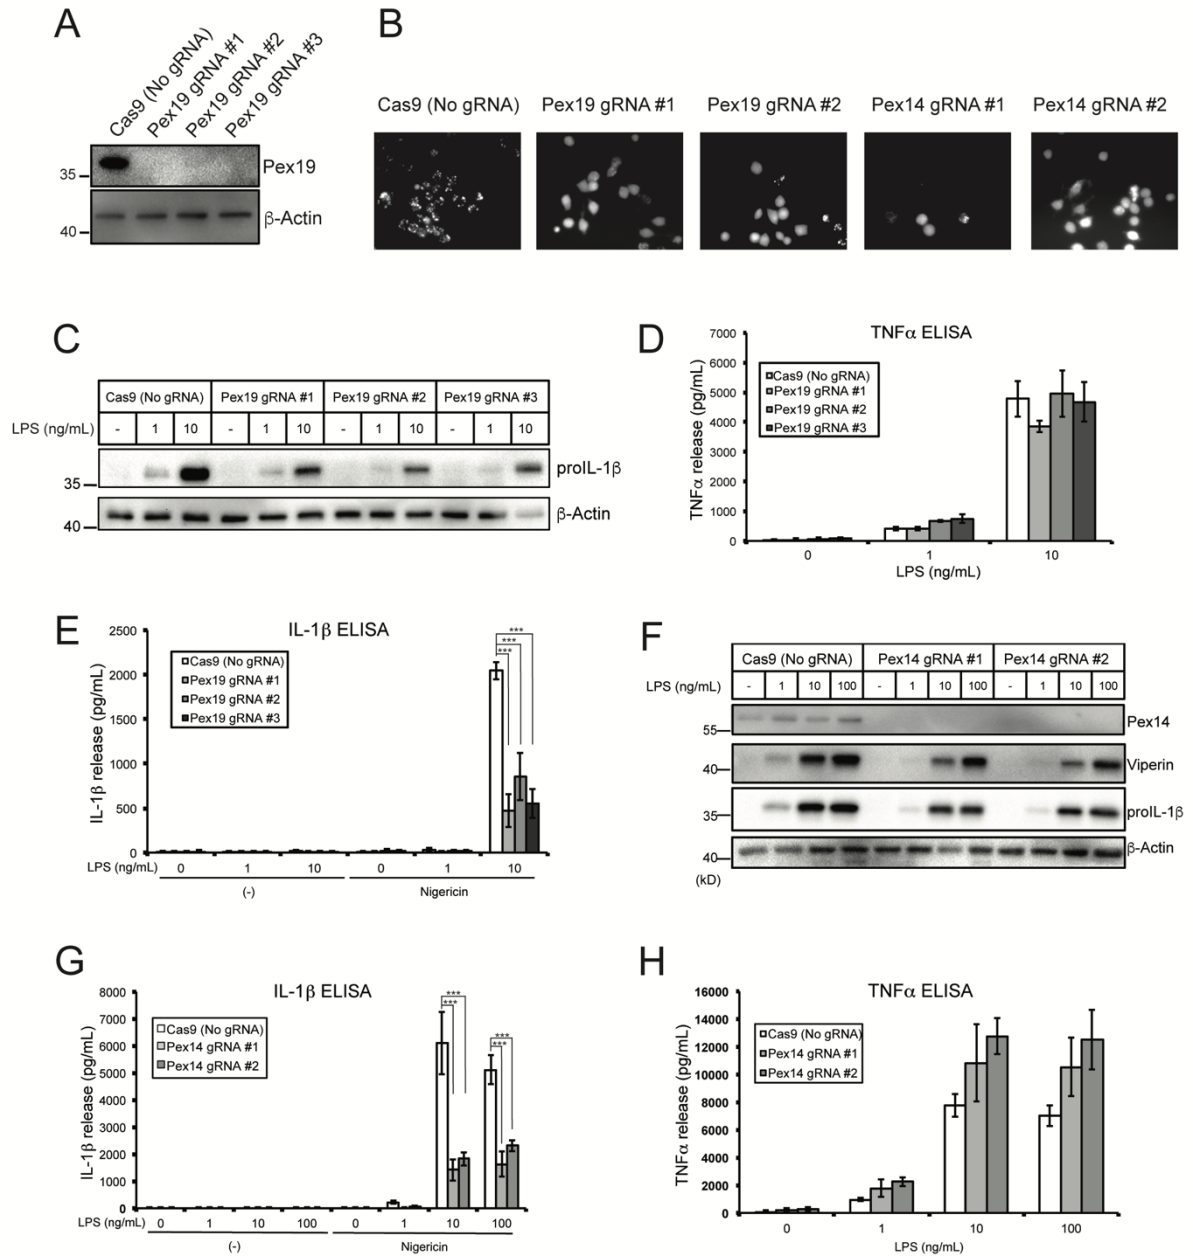 A
Cas9 (No gRNA)
Pex19 gRNA #1
Pex19 gRNA #2
Pex19 gRNA #3
35
Pex19
40
β-Actin
B
Cas9 (No gRNA) Pex19 gRNA #1 Pex19 gRNA #2 Pex14 gRNA #1 Pex14 gRNA #2
C
Cas9 (No gRNA) Pex19 gRNA #1 Pex19 gRNA #2 Pex19 gRNA #3
LPS (ng/mL) - 1 10 - 1 10 - 1 10 - 1 10
35
proIL-1β
40
β-Actin
D
TNFα ELISA
TNFα release (pg/mL)
7000
6000
5000
4000
3000
2000
1000
0
Cas9 (No gRNA)
Pex19 gRNA #1
Pex19 gRNA #2
Pex19 gRNA #3
0 1 10
LPS (ng/mL)
E
IL-1β ELISA
IL-1β release (pg/mL)
2500
2000
1500
1000
500
0
Cas9 (No gRNA)
Pex19 gRNA #1
Pex19 gRNA #2
Pex19 gRNA #3
***
***
***
LPS (ng/mL) 0 1 10 0 1 10
(-) Nigericin
F
Cas9 (No gRNA) Pex14 gRNA #1 Pex14 gRNA #2
LPS (ng/mL) - 1 10 100 - 1 10 100 - 1 10 100
55
Pex14
40
Viperin
35
proIL-1β
40
β-Actin
(kD)
G
IL-1β ELISA
IL-1β release (pg/mL)
8000
7000
6000
5000
4000
3000
2000
1000
0
Cas9 (No gRNA)
Pex14 gRNA #1
Pex14 gRNA #2
***
***
***
***
LPS (ng/mL) 0 1 10 100 0 1 10 100
(-) Nigericin
H
TNFα ELISA
TNFα release (pg/mL)
16000
14000
12000
10000
8000
6000
4000
2000
0
Cas9 (No gRNA)
Pex14 gRNA #1
Pex14 gRNA #2
0 1 10 100
LPS (ng/mL)